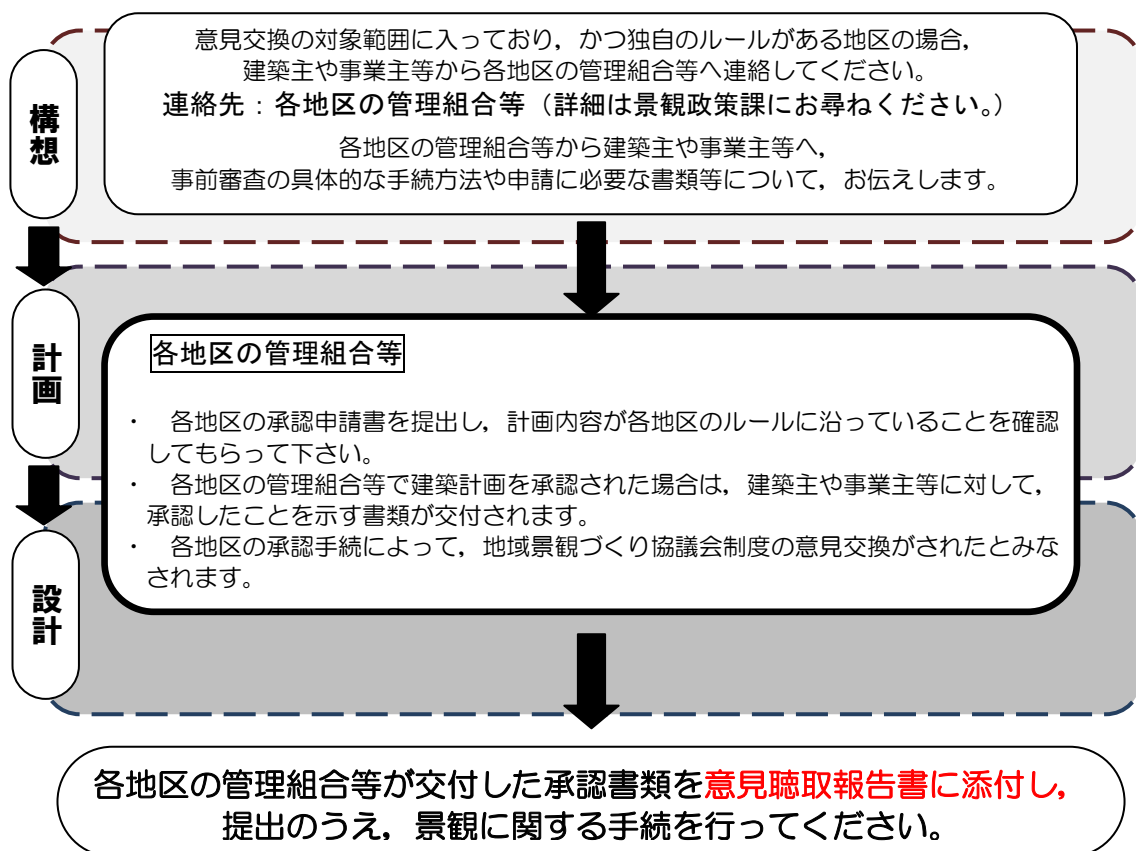 構想
意見交換の対象範囲に入っており，かつ独自のルールがある地区の場合，
建築主や事業主等から各地区の管理組合等へ連絡してください。
連絡先：各地区の管理組合等（詳細は景観政策課にお尋ねください。）
各地区の管理組合等から建築主や事業主等へ，
事前審査の具体的な手続方法や申請に必要な書類等について，お伝えします。
計画
各地区の管理組合等
・　各地区の承認申請書を提出し，計画内容が各地区のルールに沿っていることを確認
してもらって下さい。
・　各地区の管理組合等で建築計画を承認された場合は，建築主や事業主等に対して，
承認したことを示す書類が交付されます。
・　各地区の承認手続によって，地域景観づくり協議会制度の意見交換がされたとみな
されます。
設計
各地区の管理組合等が交付した承認書類を意見聴取報告書に添付し，
提出のうえ，景観に関する手続を行ってください。